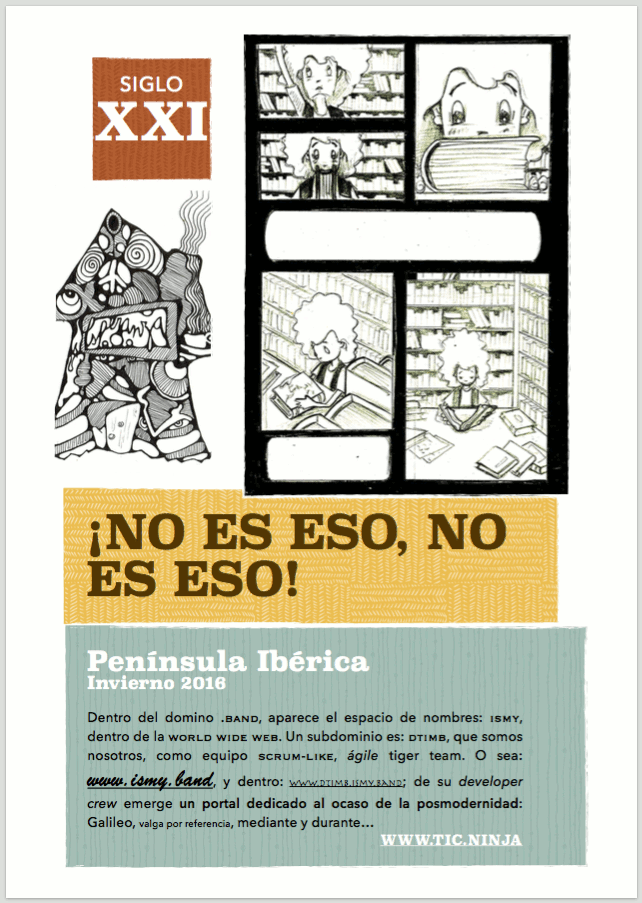 SIGLO
XXI
¡NO ES ESO, NO
ES ESO!
Península Ibérica
Invierno 2016
Dentro del domino .BAND, aparece el espacio de nombres: ISMY,
dentro de la WORLD WIDE WEB. Un subdominio es: DTIMB, que somos
nosotros, como equipo SCRUM-LIKE, ágile tiger team. O sea:
www.ismy.band, y dentro: WWW.DTIMB.ISMY.BAND; de su developer
crew emerge un portal dedicado al ocaso de la posmodernidad:
Galileo, valga por referencia, mediante y durante...
WWW.TIC.NINJA